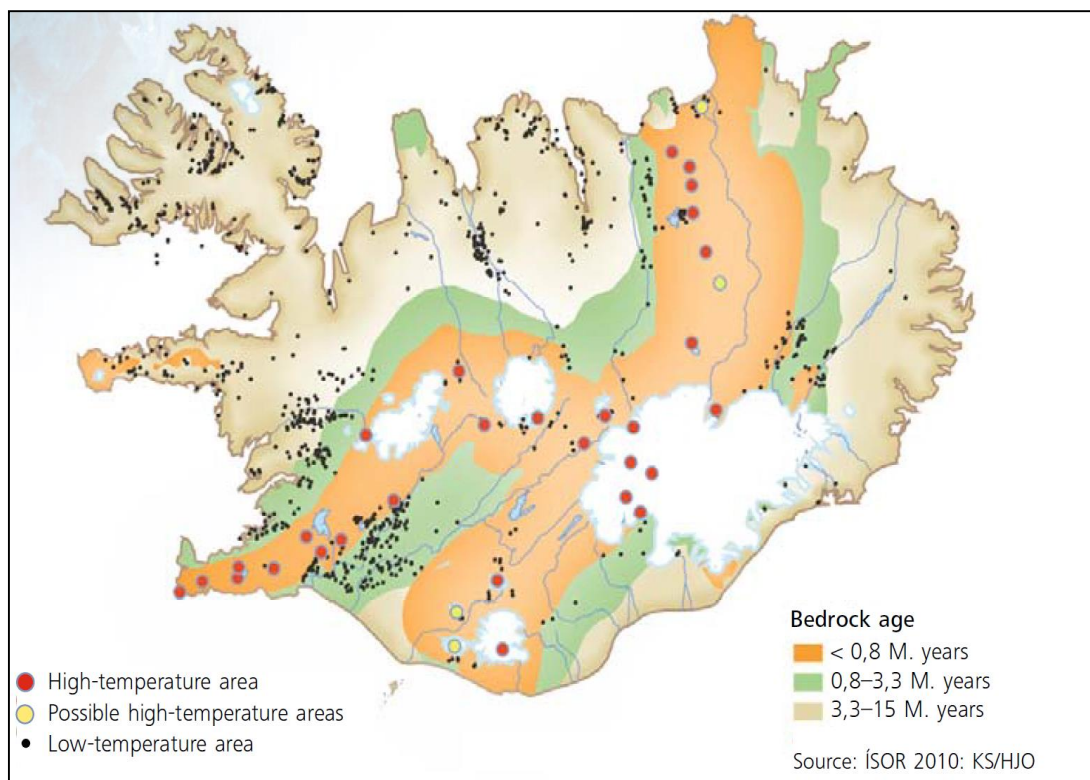 High-temperature area
Possible high-temperature areas
Low-temperature area
Bedrock age
< 0,8 M. years
0,8–3,3 M. years
3,3–15 M. years
Source: ÍSOR 2010: KS/HJO